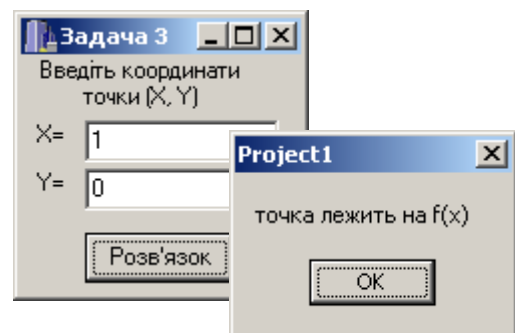 Задача 3
Введіть координати
точки (X, Y)
X= 1
Y= 0
Розв'язок
Project1
точка лежить на f(x)
OK